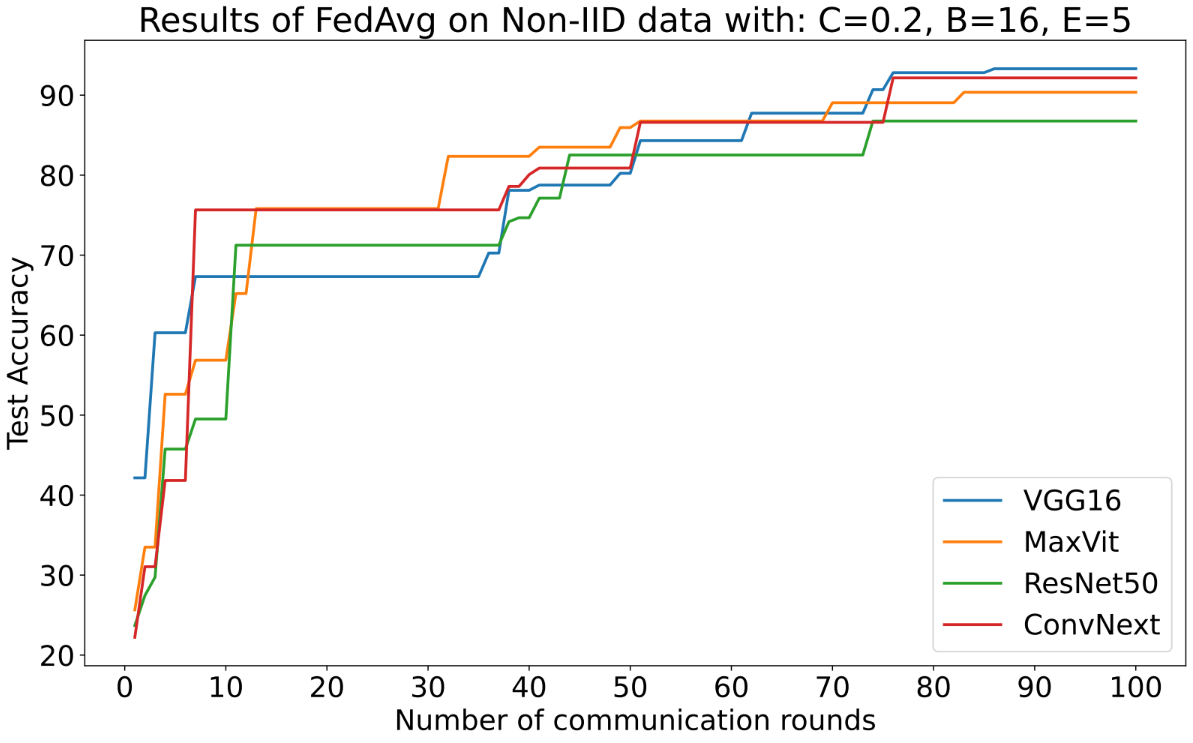 Results of FedAvg on Non-IID data with: C=0.2, B=16, E=5
Test Accuracy
90
80
70
60
50
40
30
20
0 10 20 30 40 50 60 70 80 90 100
Number of communication rounds
VGG16
MaxVit
ResNet50
ConvNext